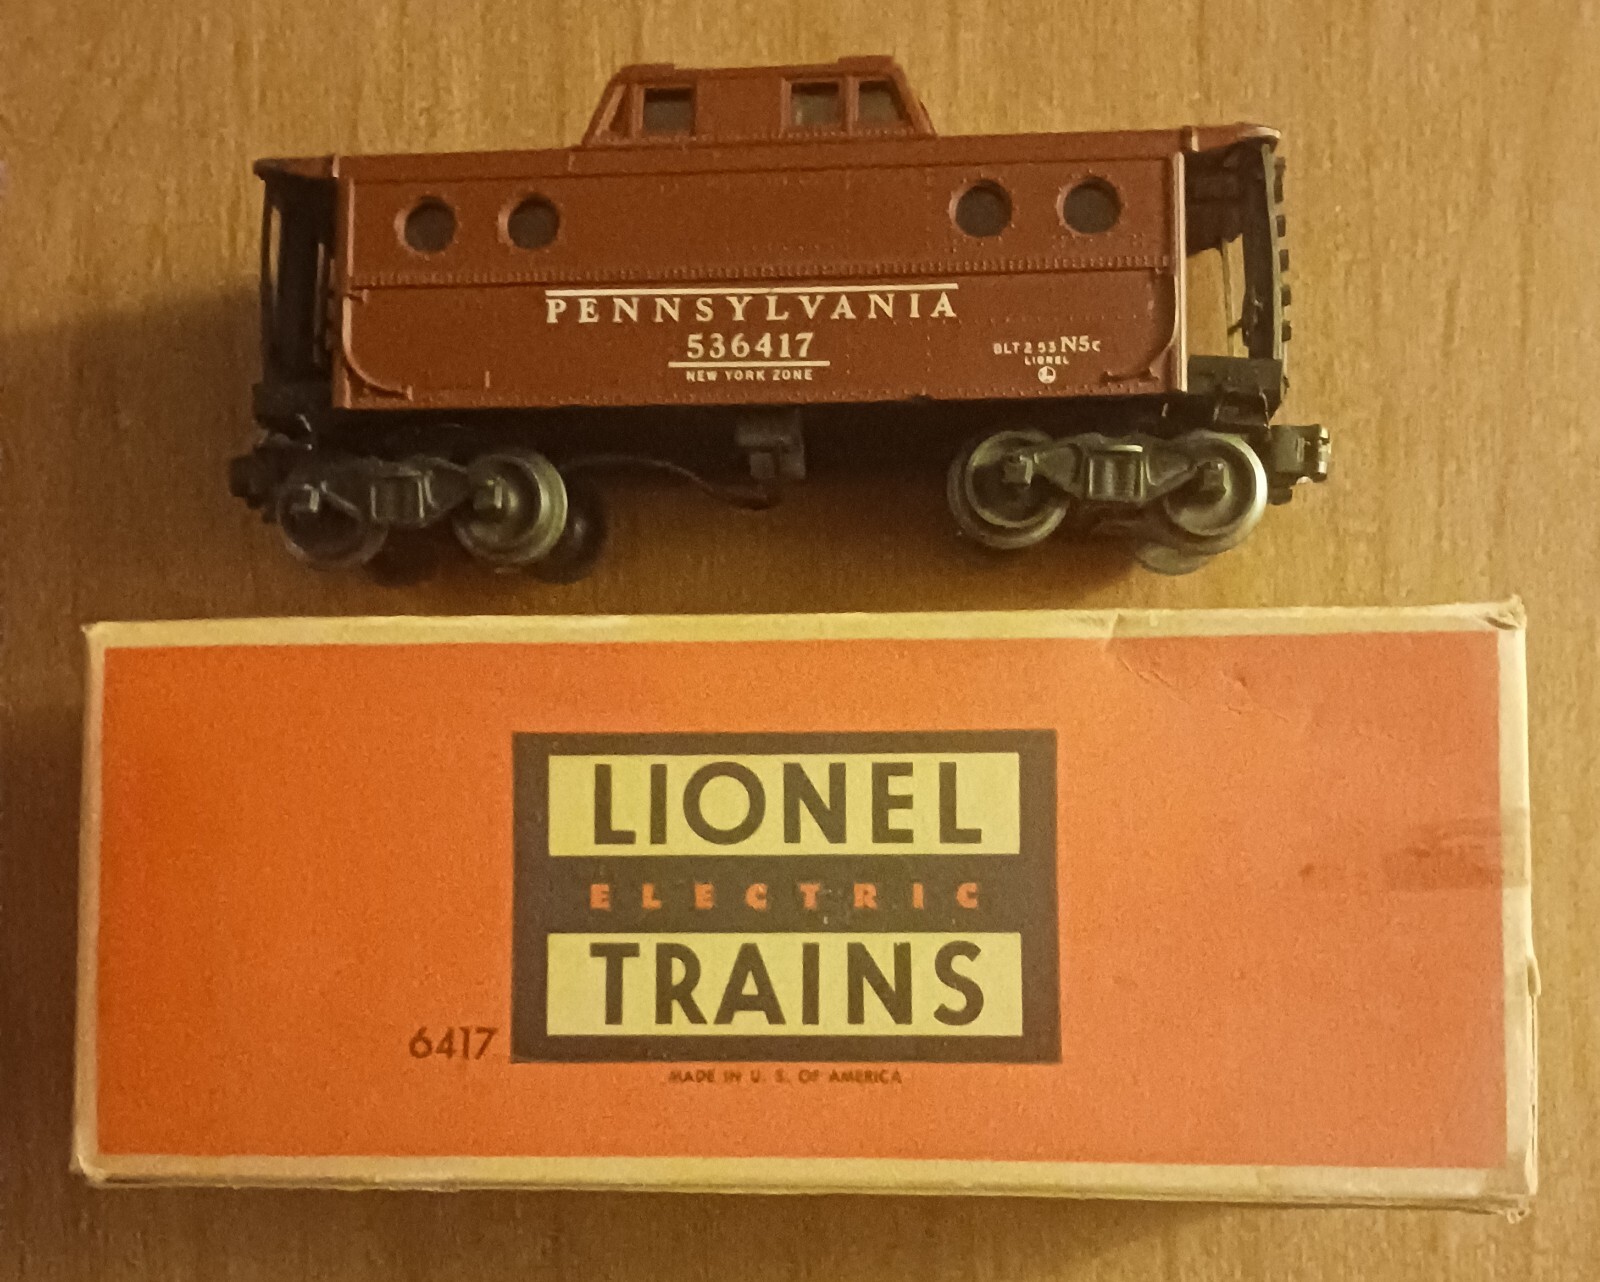 PENNSYLVANIA
536417
NEW YORK ZONE
BLT 2 53 N5c
LIONEL
L
LIONEL
ELECTRIC
TRAINS
6417
MADE IN U. S. OF AMERICA